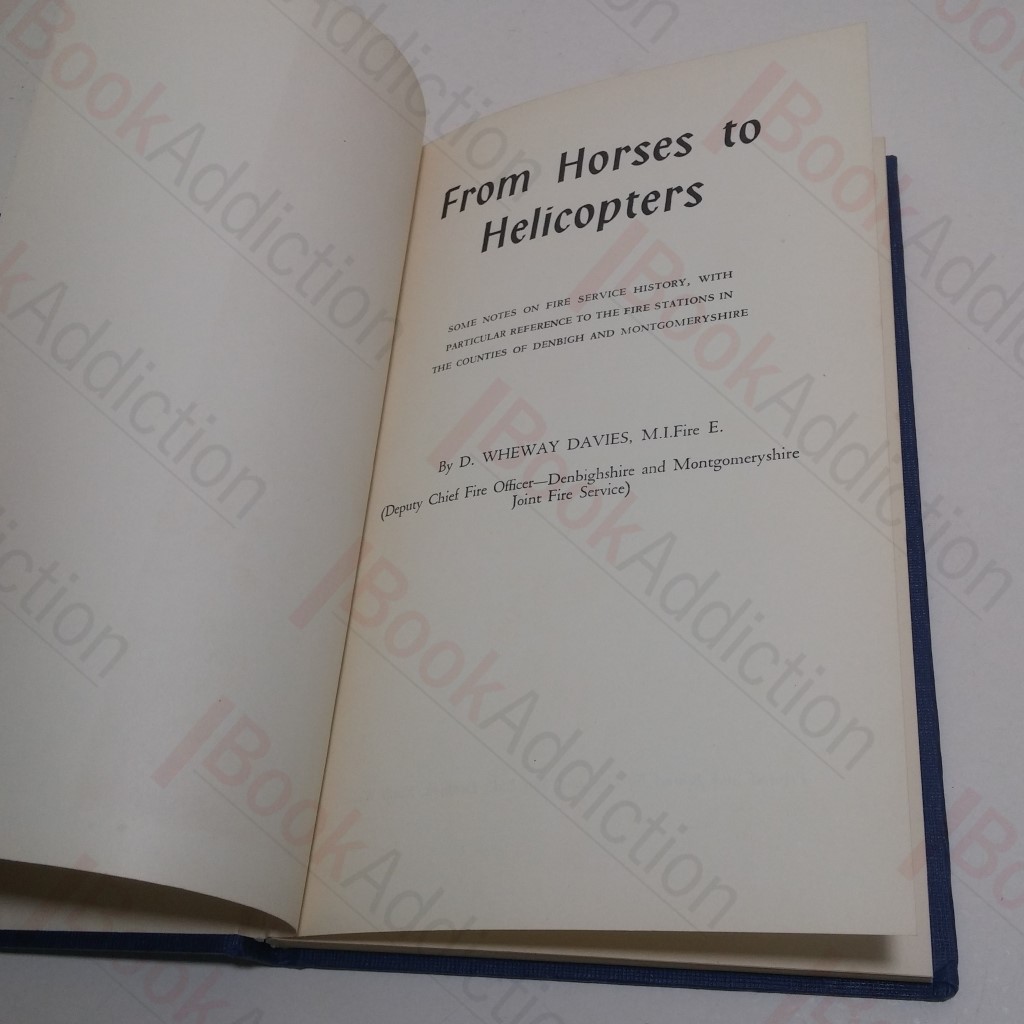 From Horses to
Helicopters
SOME NOTES ON FIRE SERVICE HISTORY, WITH
PARTICULAR REFERENCE TO THE FIRE STATIONS IN
THE COUNTIES OF DENBIGH AND MONTGOMERYSHIRE
By D. WHEWAY DAVIES, M.I.Fire E.
(Deputy Chief Fire Officer—Denbighshire and Montgomeryshire
Joint Fire Service)
BookAddiction